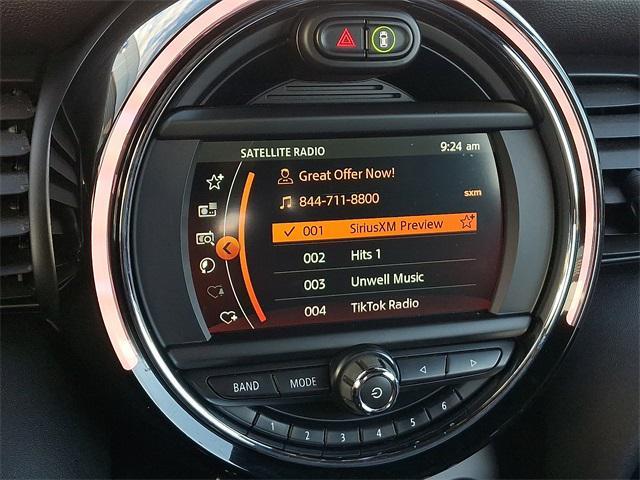 SATELLITE RADIO 9:24 am
Great Offer Now!
844-711-8800 sxm
001 SiriusXM Preview
002 Hits 1
003 Unwell Music
004 TikTok Radio
BAND MODE
1 2 3 4 5 6